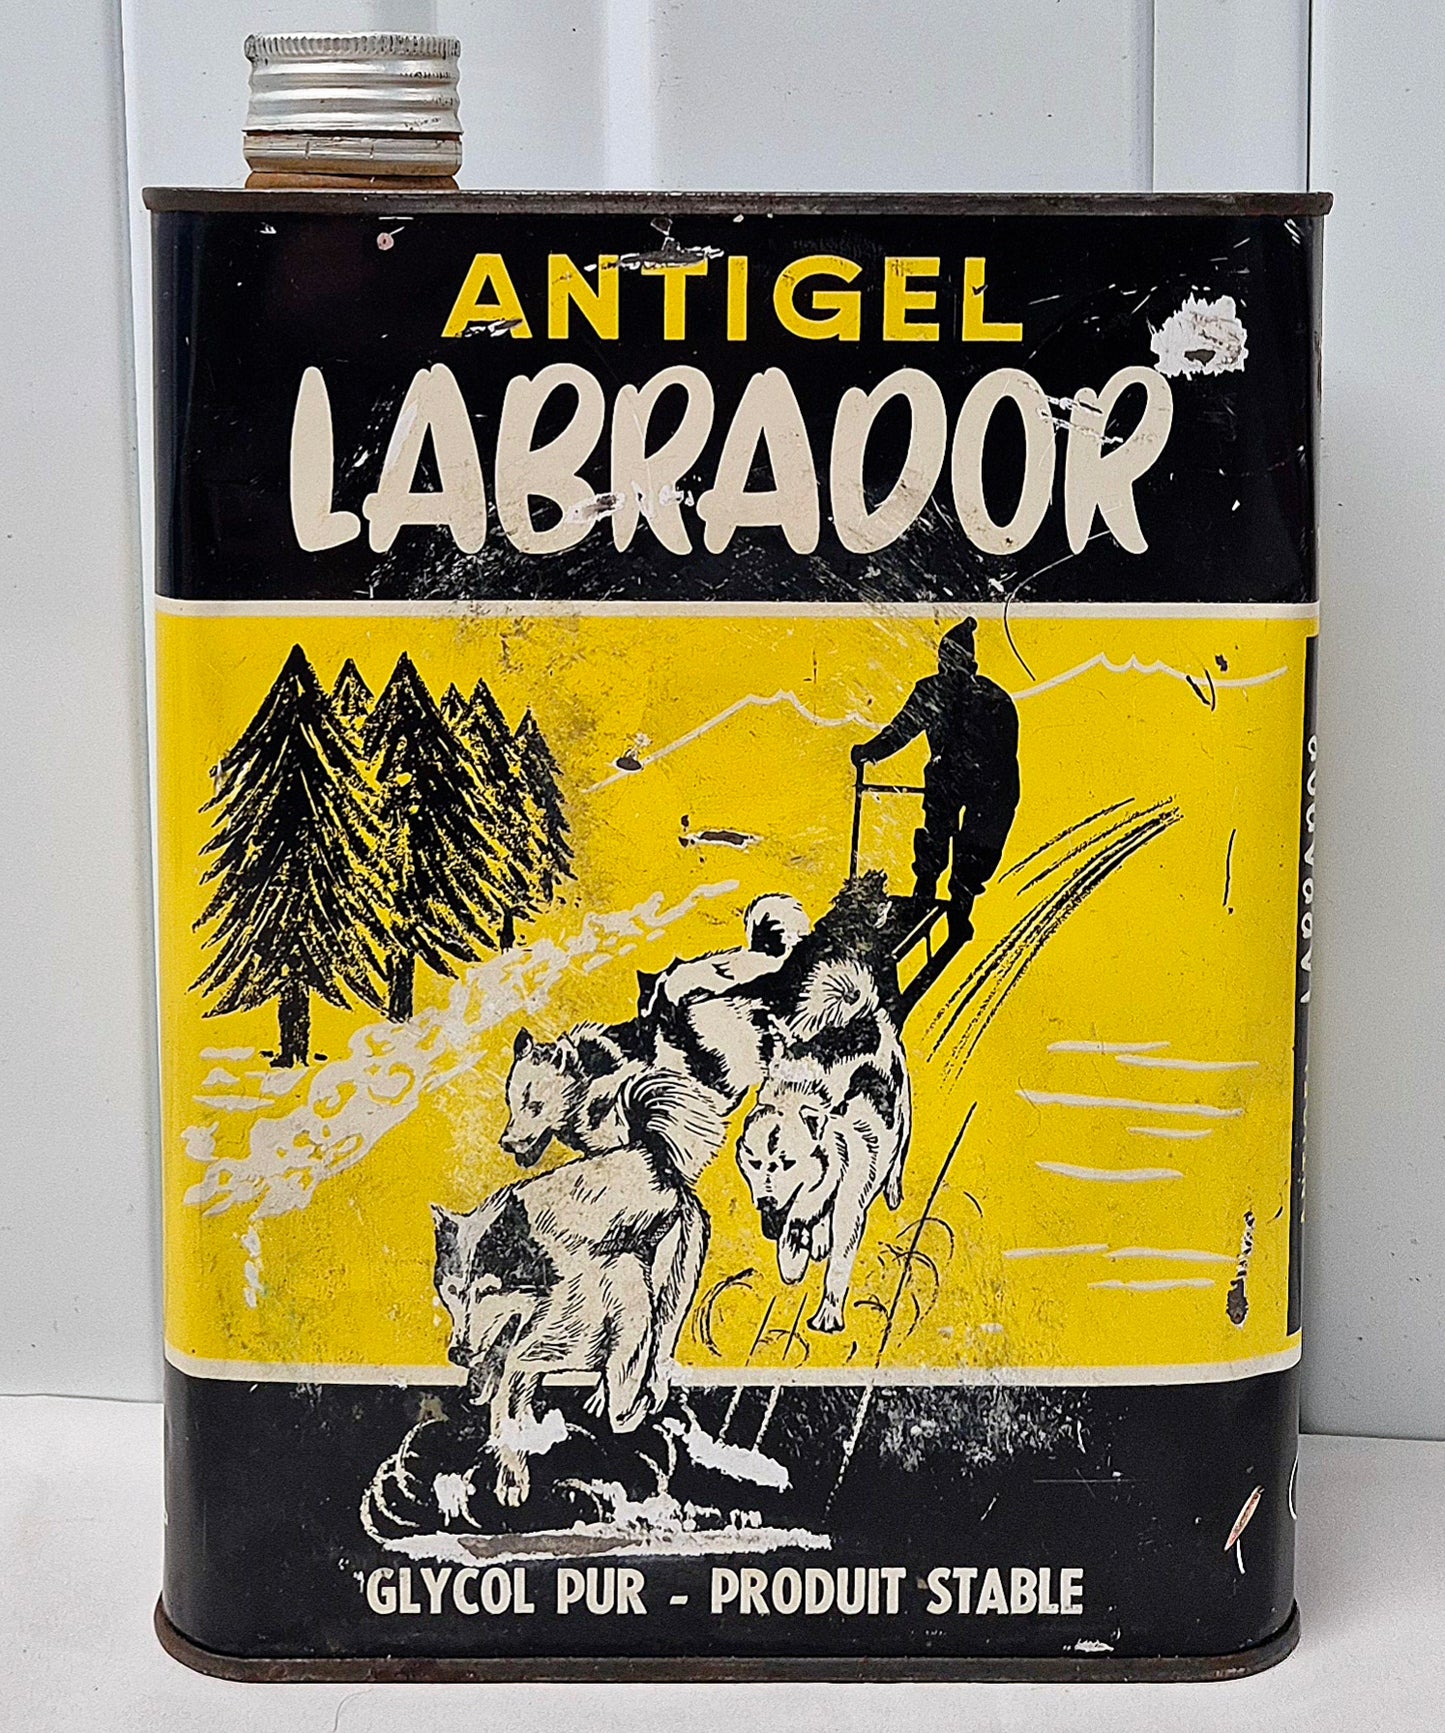 ANTIGEL
LABRADOR
GLYCOL PUR - PRODUIT STABLE